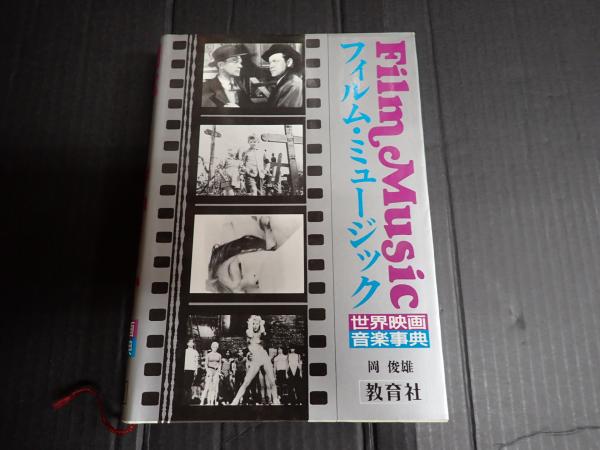 Film Music
フィルム・ミュージック
世界映画
音楽事典
岡 俊雄
教育社